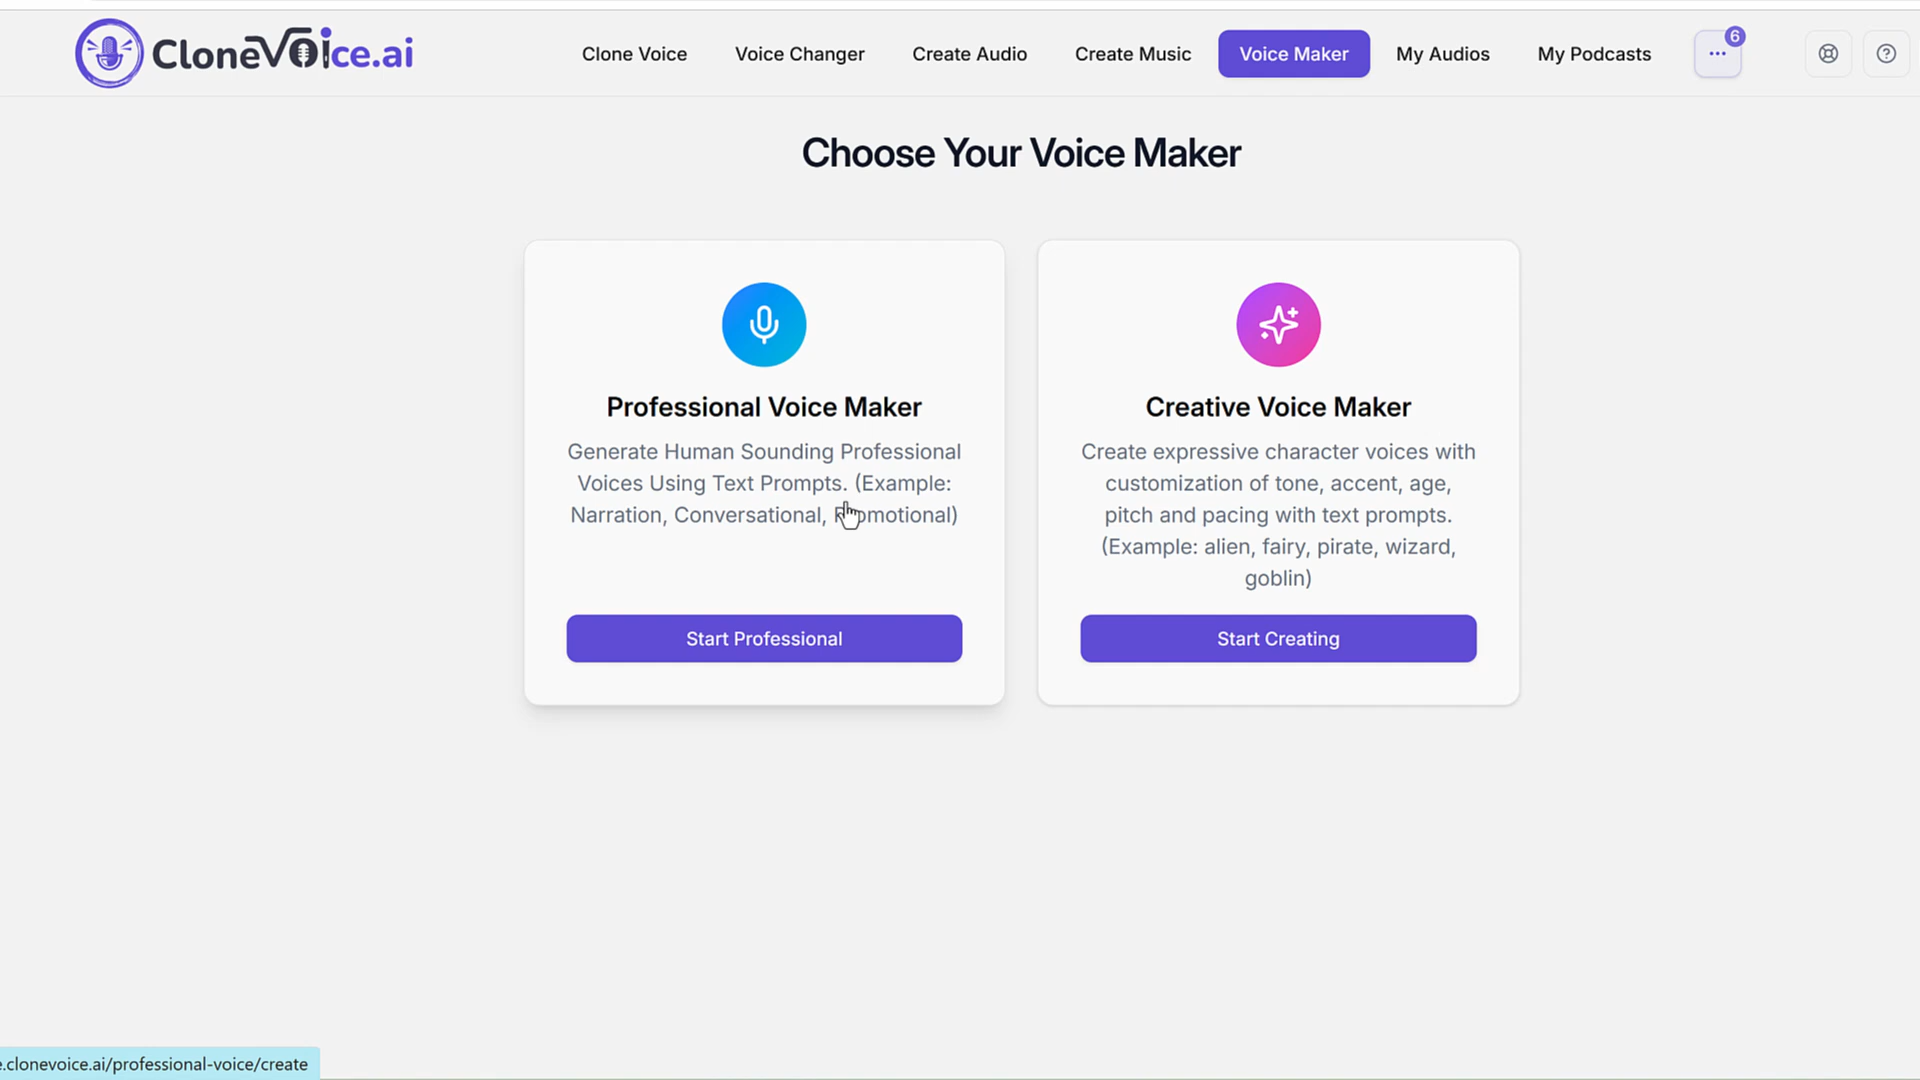 CloneVoice.ai
Clone Voice
Voice Changer
Create Audio
Create Music
Voice Maker
My Audios
My Podcasts
6
Choose Your Voice Maker
Professional Voice Maker
Generate Human Sounding Professional
Voices Using Text Prompts. (Example:
Narration, Conversational, Promotional)
Start Professional
Creative Voice Maker
Create expressive character voices with
customization of tone, accent, age,
pitch and pacing with text prompts.
(Example: alien, fairy, pirate, wizard,
goblin)
Start Creating
e.clonevoice.ai/professional-voice/create